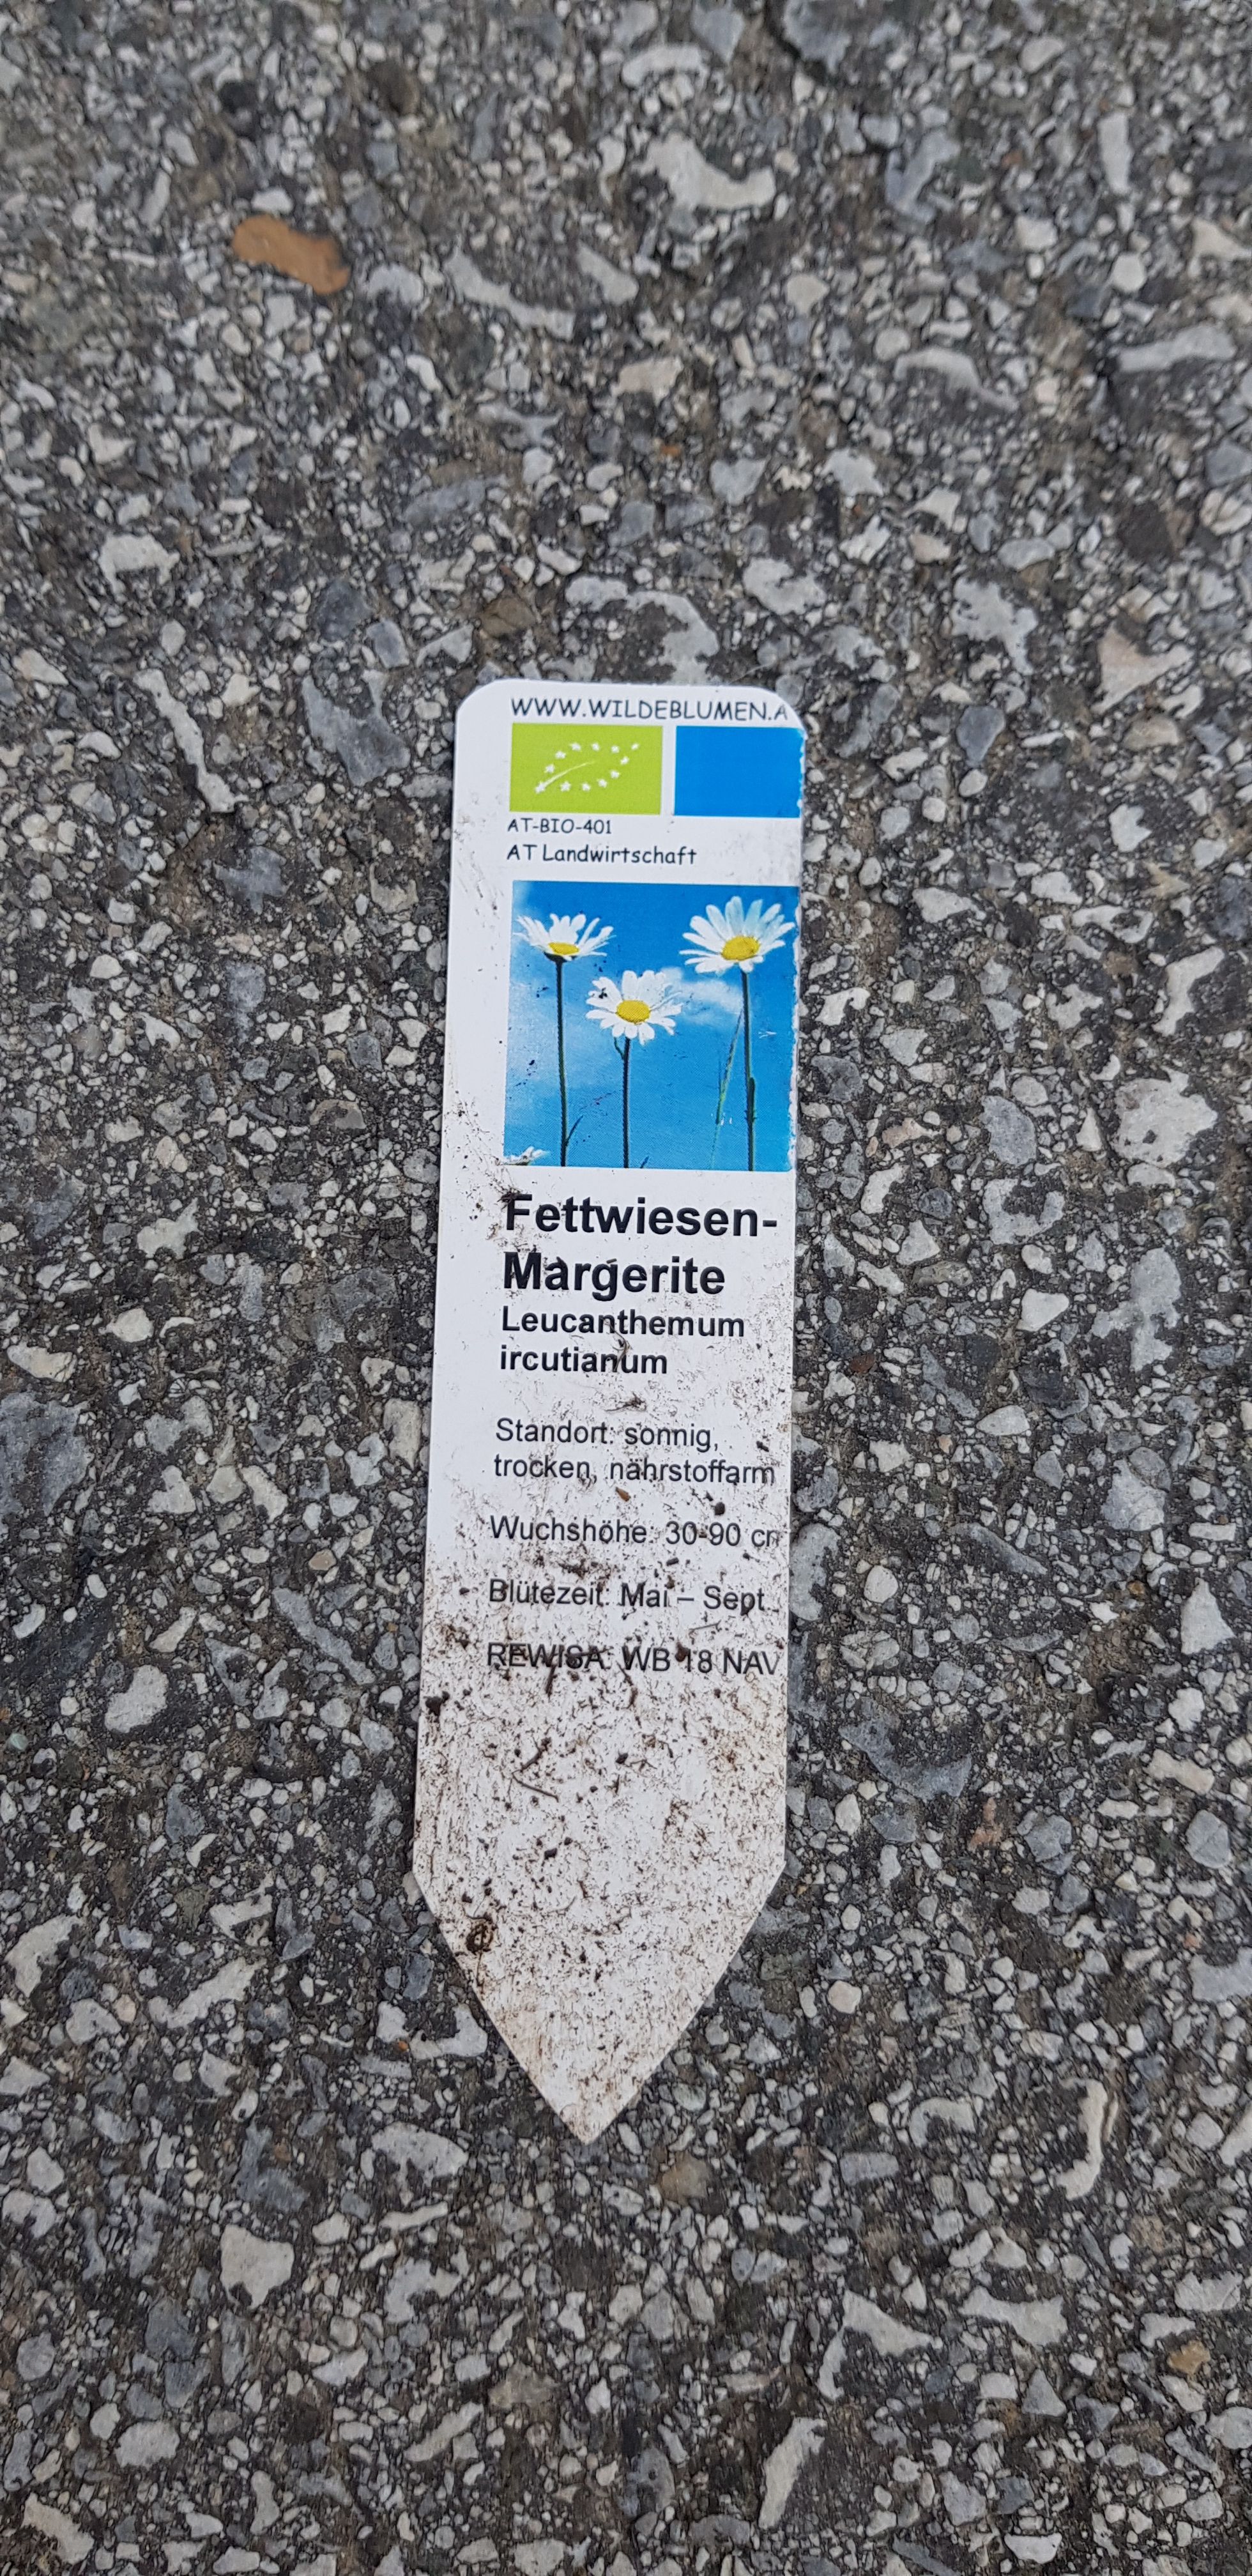 WWW.WILDEBLUMEN.A
AT-BIO-401
AT Landwirtschaft
Fettwiesen-
Margerite
Leucanthemum
ircutianum
Standort: sonnig,
trocken, nährstoffarm
Wuchshöhe: 30-90 cm
Blütezeit: Mai – Sept.
REWISA: WB 18 NAV